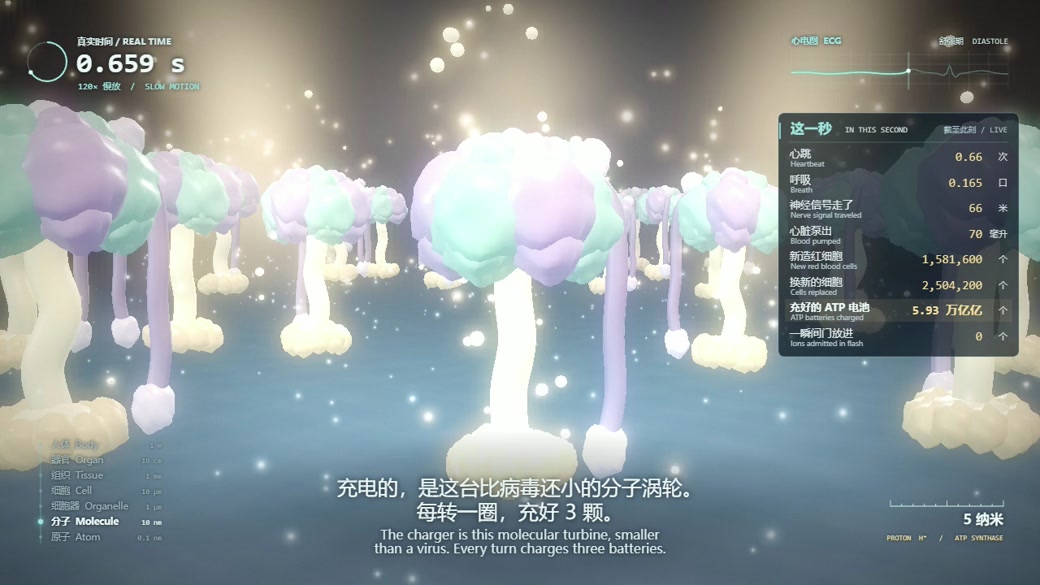 真实时间 / REAL TIME
0.659 s
120× 慢放 / SLOW MOTION
心电图 ECG
DIASTOLE
这一秒 IN THIS SECOND 截至此刻 / LIVE
心跳 0.66 次
Heartbeat
呼吸 0.165 口
Breath
神经信号走了 66 米
Nerve signal traveled
心脏泵出 70 毫升
Blood pumped
新造红细胞 1,581,600 个
New red blood cells
换新的细胞 2,504,200 个
Cells replaced
充好的 ATP 电池 5.93 万亿亿 个
ATP batteries charged
一瞬间门放进 0 个
Ions admitted in flash
人体 Body 1 m
器官 Organ 10 cm
组织 Tissue 1 mm
细胞 Cell 10 μm
细胞器 Organelle 1 μm
分子 Molecule 10 nm
原子 Atom 0.1 nm
充电的，是这台比病毒还小的分子涡轮。
每转一圈，充好 3 颗。
The charger is this molecular turbine, smaller
than a virus. Every turn charges three batteries.
5 纳米
PROTON H⁺ / ATP SYNTHASE